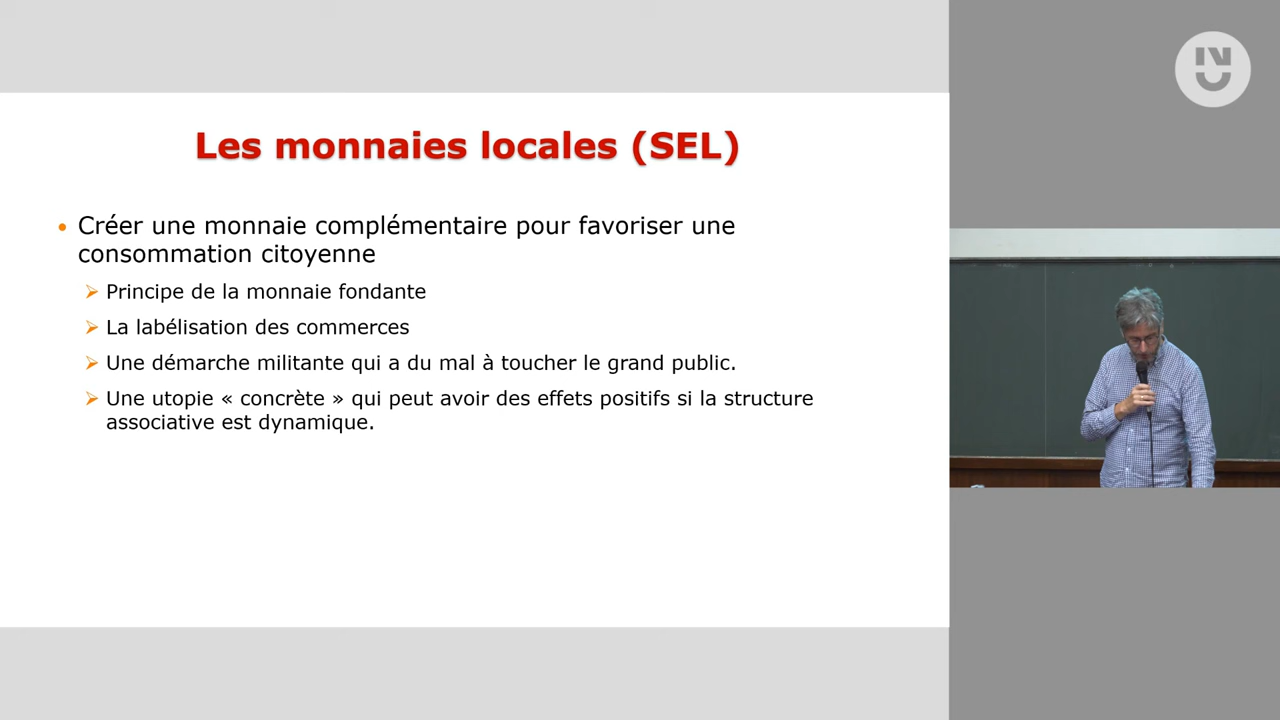 Les monnaies locales (SEL)
• Créer une monnaie complémentaire pour favoriser une
consommation citoyenne
➢ Principe de la monnaie fondante
➢ La labélisation des commerces
➢ Une démarche militante qui a du mal à toucher le grand public.
➢ Une utopie « concrète » qui peut avoir des effets positifs si la structure
associative est dynamique.
INU